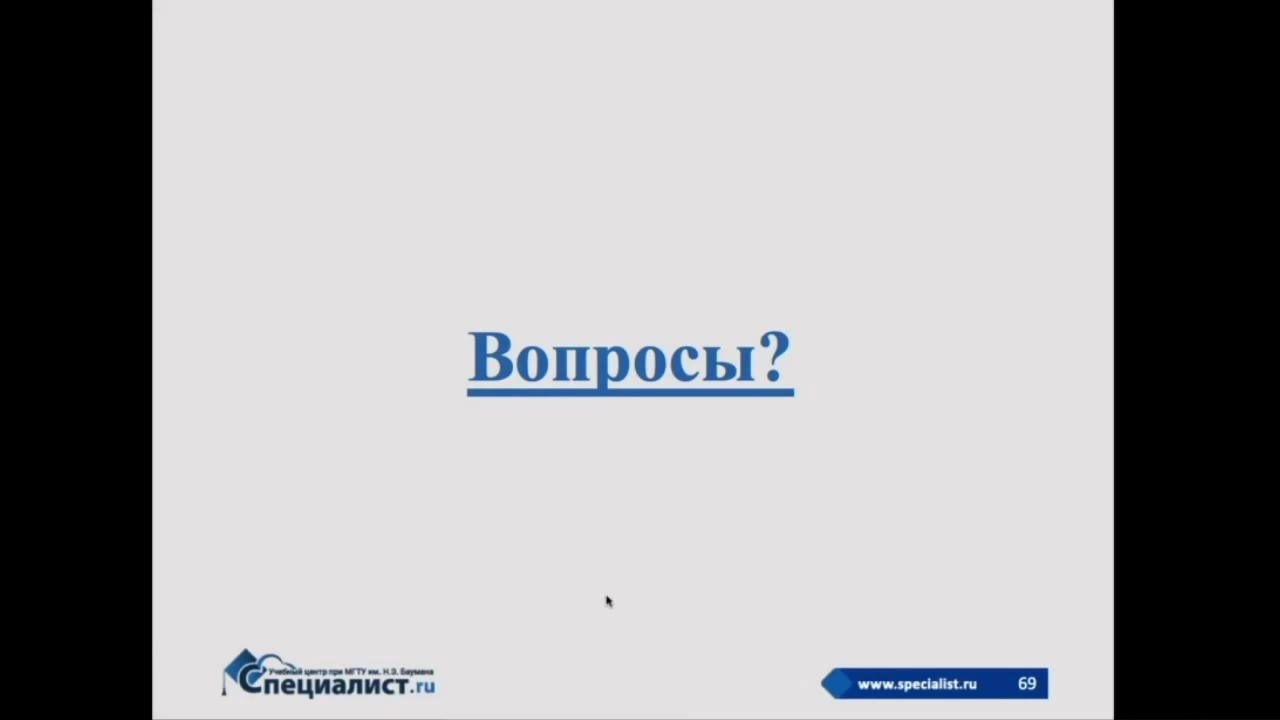 Вопросы?
Учебный центр при МГТУ им. Н.Э. Баумана
Специалист.ru
www.specialist.ru 69